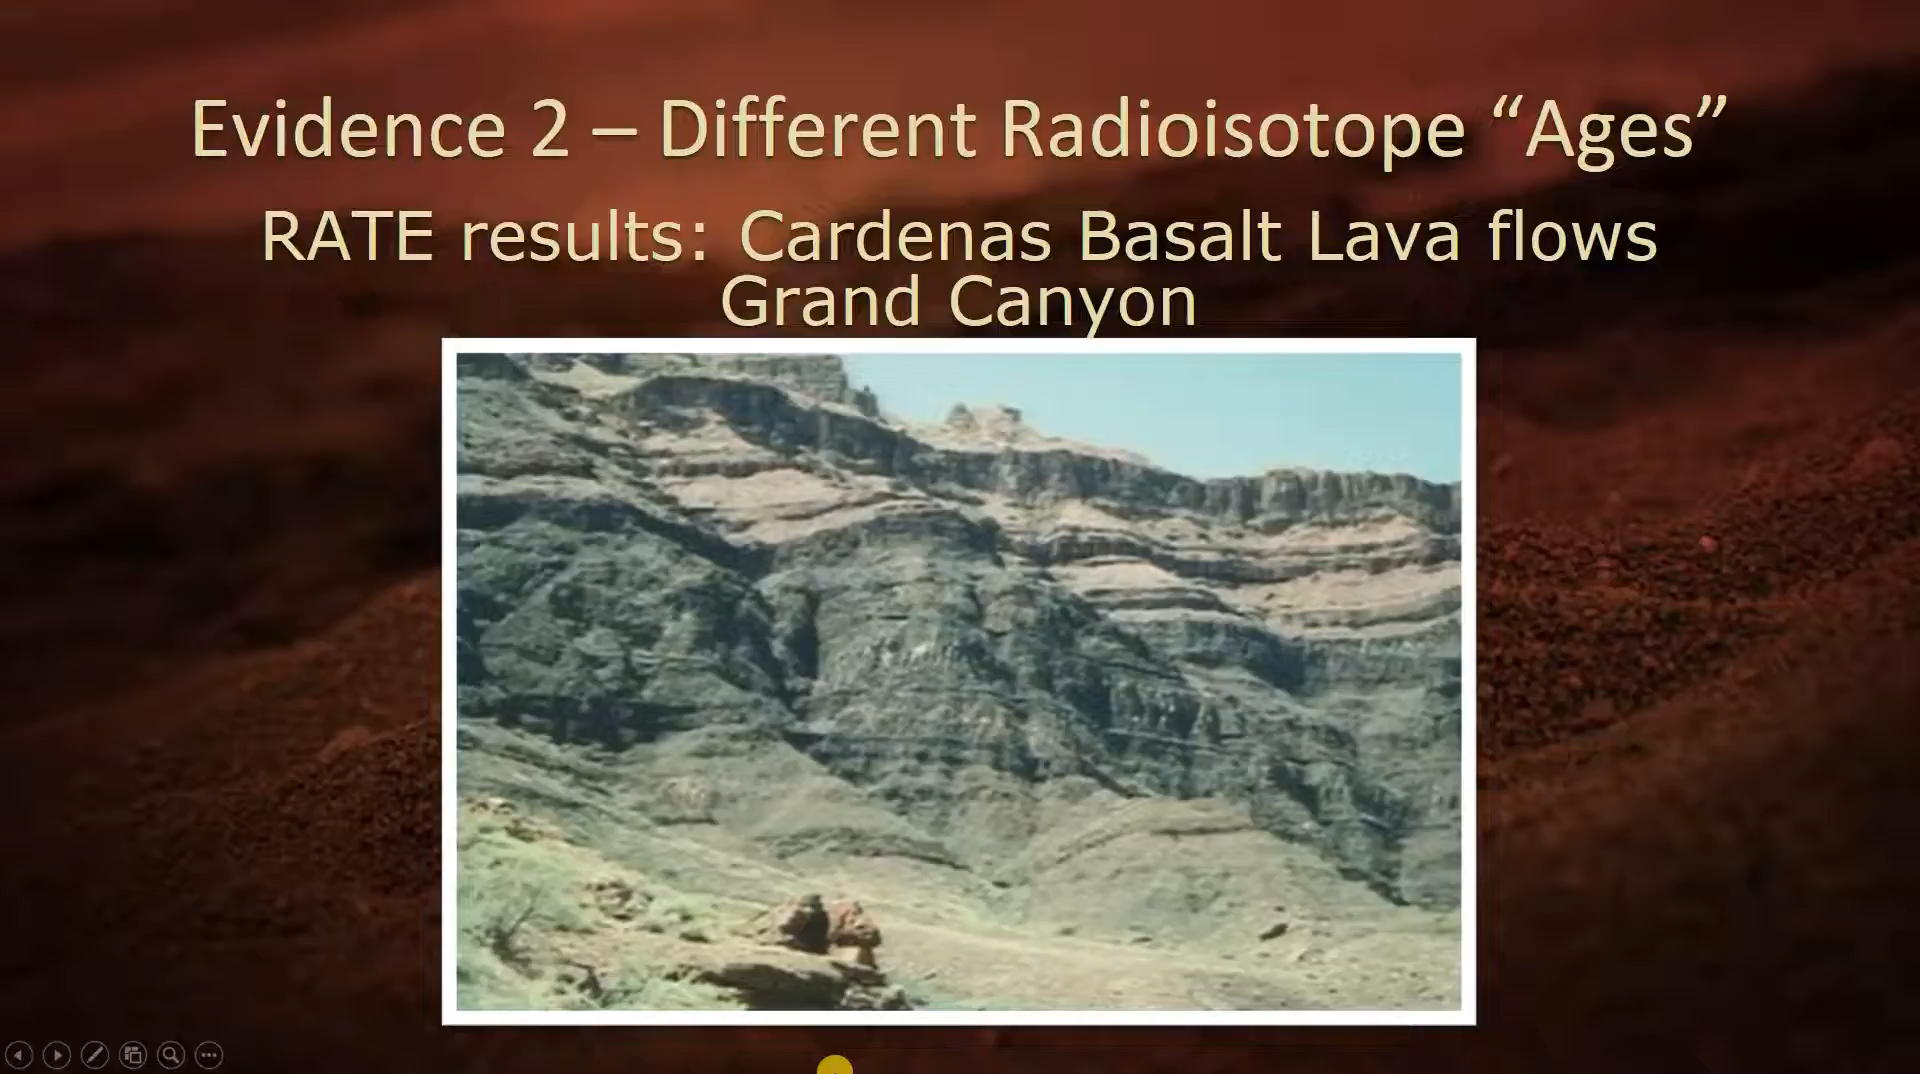 Evidence 2 – Different Radioisotope “Ages”
RATE results: Cardenas Basalt Lava flows
Grand Canyon